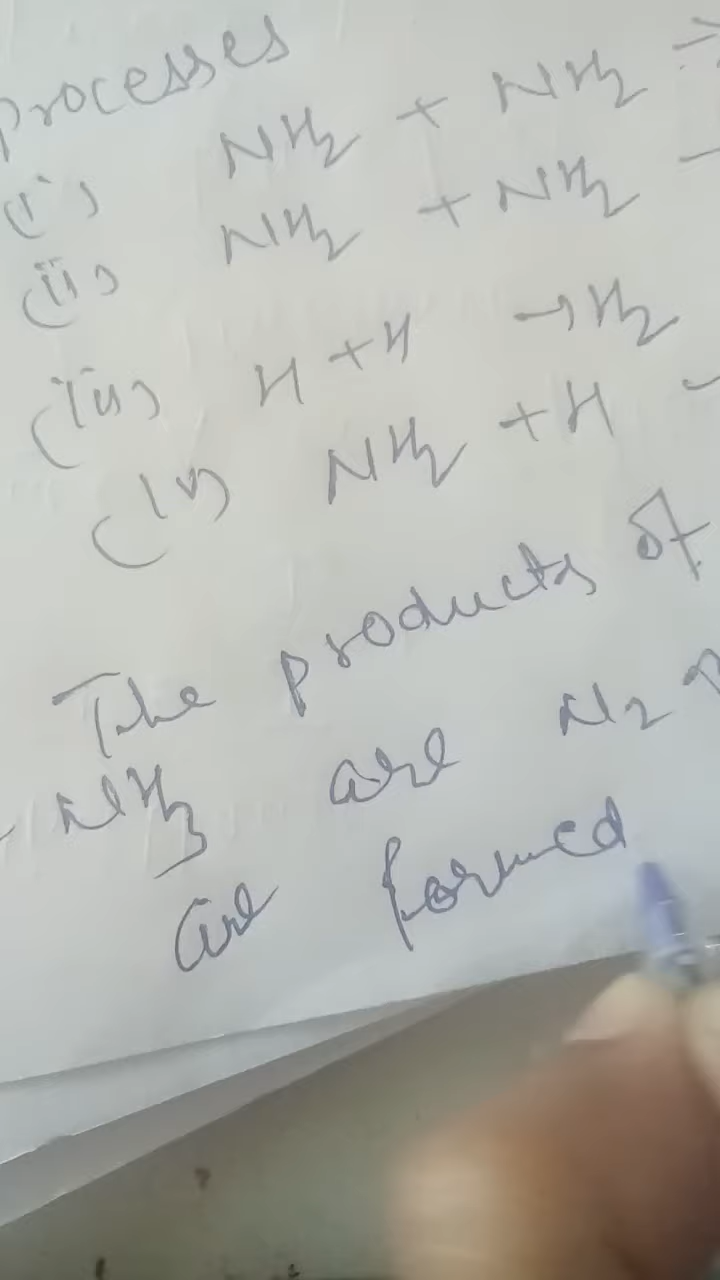 Processes
(i) NH2 + NH2 →
(ii) NH2 + NH2 -
(iii) H + H → H2
(iv) NH2 + H -
The products of
NH3 are N2
are formed